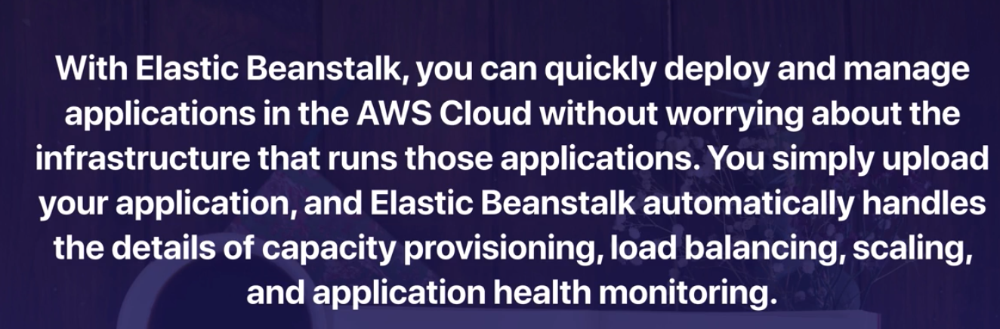 With Elastic Beanstalk, you can quickly deploy and manage
applications in the AWS Cloud without worrying about the
infrastructure that runs those applications. You simply upload
your application, and Elastic Beanstalk automatically handles
the details of capacity provisioning, load balancing, scaling,
and application health monitoring.